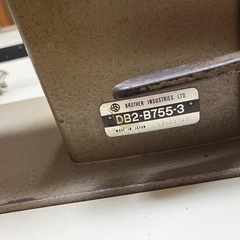 BROTHER INDUSTRIES, LTD
DB2-B755-3
MADE IN JAPAN